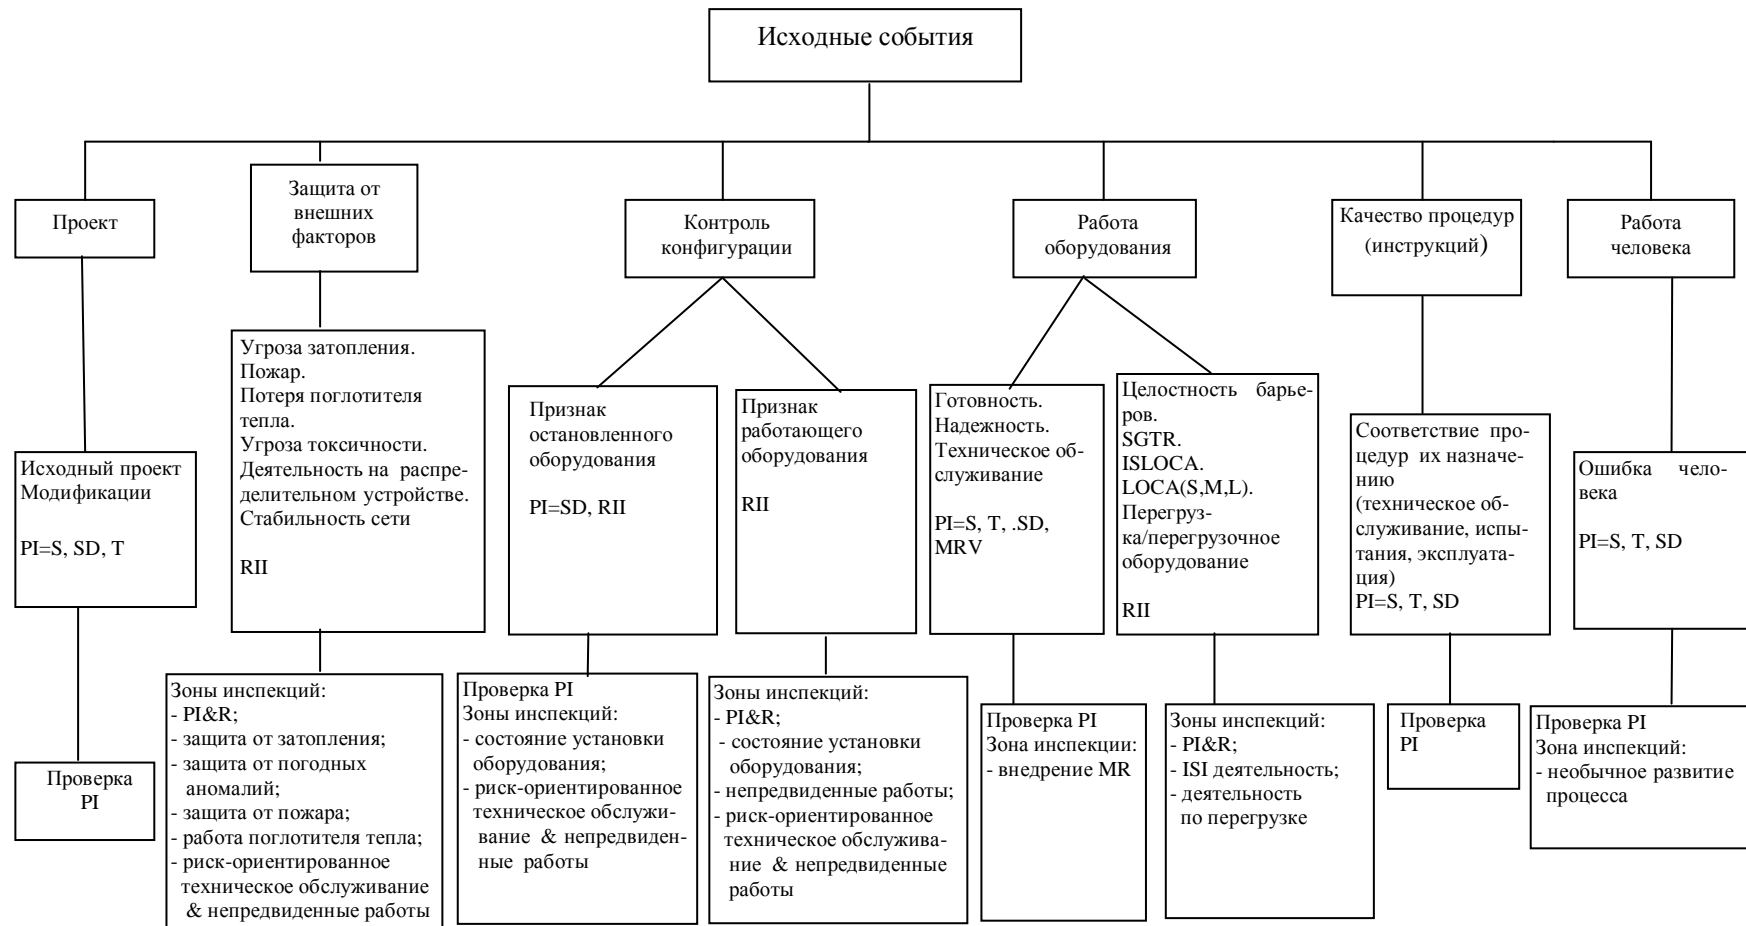 Исходные события
Проект
Защита от
внешних
факторов
Контроль
конфигурации
Работа
оборудования
Качество процедур
(инструкций)
Работа
человека
Исходный проект
Модификации
PI=S, SD, T
Угроза затопления.
Пожар.
Потеря поглотителя
тепла.
Угроза токсичности.
Деятельность на распре-
делительном устройстве.
Стабильность сети
RII
Признак
остановленного
оборудования
PI=SD, RII
Признак
работающего
оборудования
RII
Готовность.
Надежность.
Техническое об-
служивание
PI=S, T, .SD,
MRV
Целостность барье-
ров.
SGTR.
ISLOCA.
LOCA(S,M,L).
Перегруз-
ка/перегрузочное
оборудование
RII
Соответствие про-
цедур их назначе-
нию
(техническое об-
служивание, испы-
тания, эксплуата-
ция)
PI=S, T, SD
Ошибка чело-
века
PI=S, T, SD
Проверка
PI
Зоны инспекций:
- PI&R;
- защита от затопления;
- защита от погодных
аномалий;
- защита от пожара;
- работа поглотителя тепла;
- риск-ориентированное
техническое обслуживание
& непредвиденные работы
Проверка PI
Зоны инспекций:
- состояние установки
оборудования;
- риск-ориентированное
техническое обслужи-
вание & непредвиден-
ные работы
Зоны инспекций:
- PI&R;
- состояние установки
оборудования;
- непредвиденные работы;
- риск-ориентированное
техническое обслужива-
ние & непредвиденные
работы
Проверка PI
Зона инспекции:
- внедрение MR
Зоны инспекций:
- PI&R;
- ISI деятельность;
- деятельность
по перегрузке
Проверка
PI
Проверка PI
Зона инспекций:
- необычное развитие
процесса